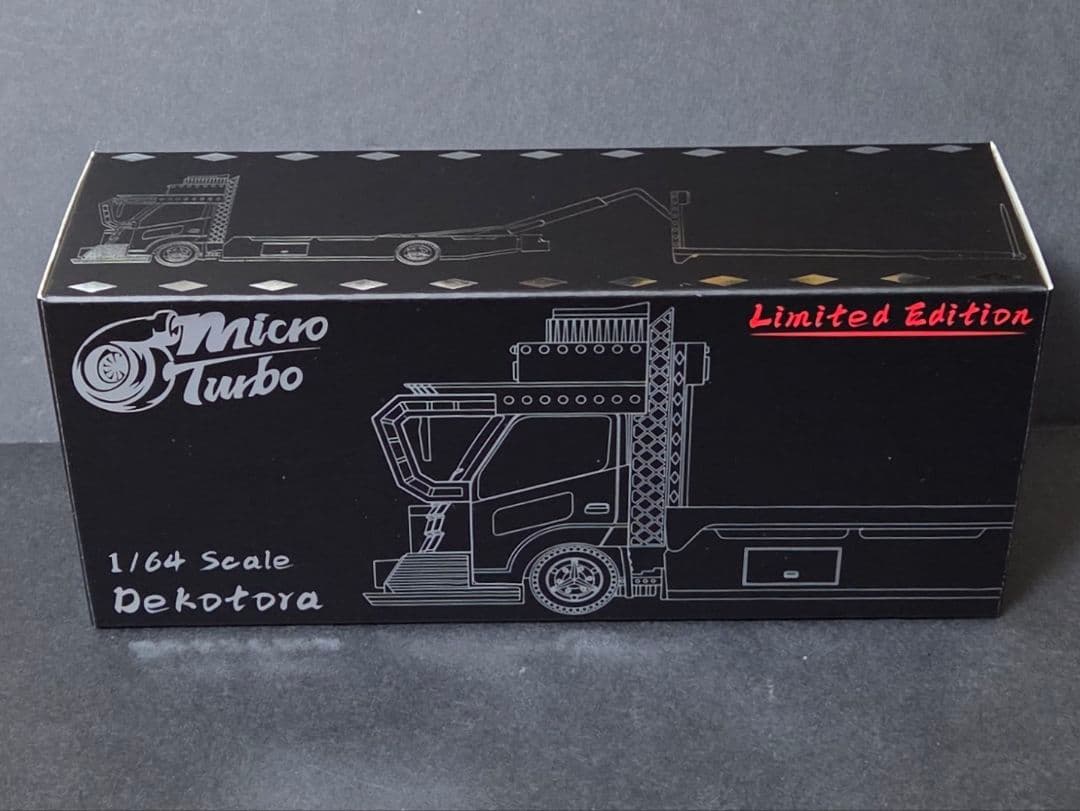 Micro
Turbo
Limited Edition
1/64 Scale
Dekotora